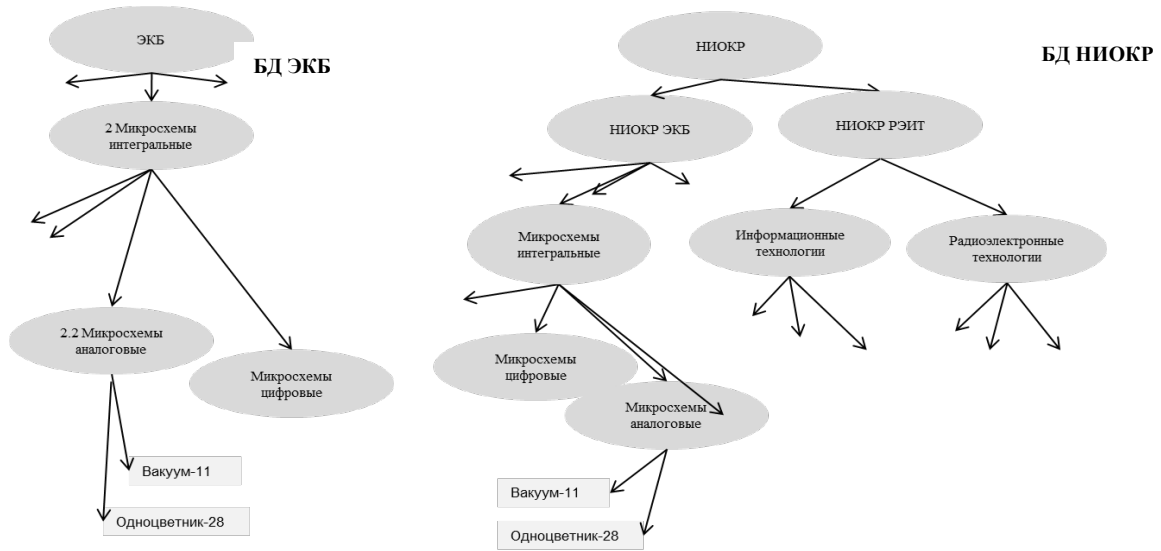 ЭКБ
БД ЭКБ
2 Микросхемы
интегральные
2.2 Микросхемы
аналоговые
Микросхемы
цифровые
Вакуум-11
Одноцветник-28
БД НИОКР
НИОКР
НИОКР ЭКБ
НИОКР РЭИТ
Микросхемы
интегральные
Информационные
технологии
Радиоэлектронные
технологии
Микросхемы
цифровые
Микросхемы
аналоговые
Вакуум-11
Одноцветник-28